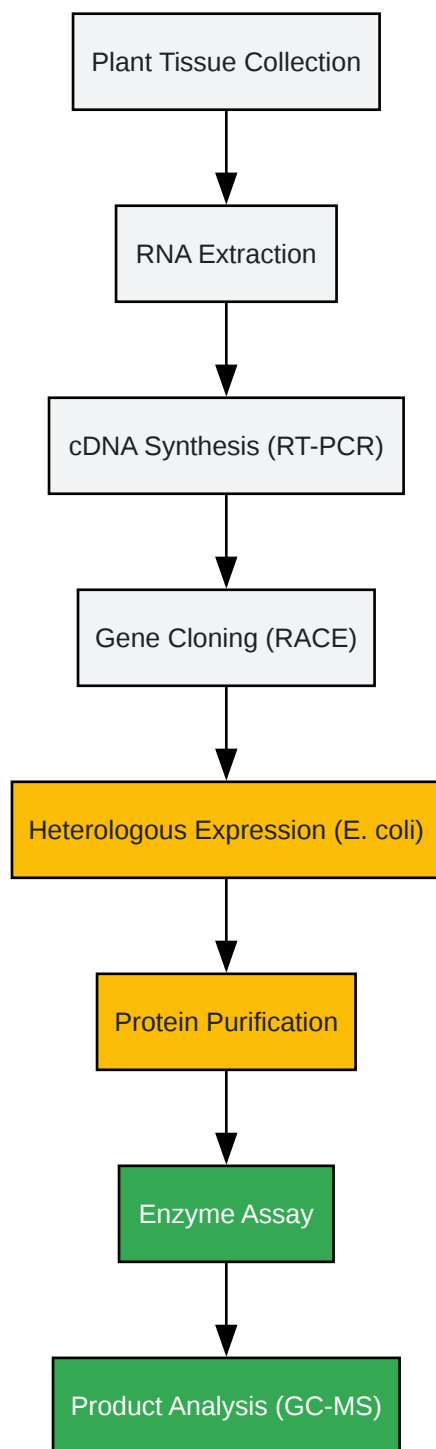 Plant Tissue Collection
RNA Extraction
cDNA Synthesis (RT-PCR)
Gene Cloning (RACE)
Heterologous Expression (E. coli)
Protein Purification
Enzyme Assay
Product Analysis (GC-MS)